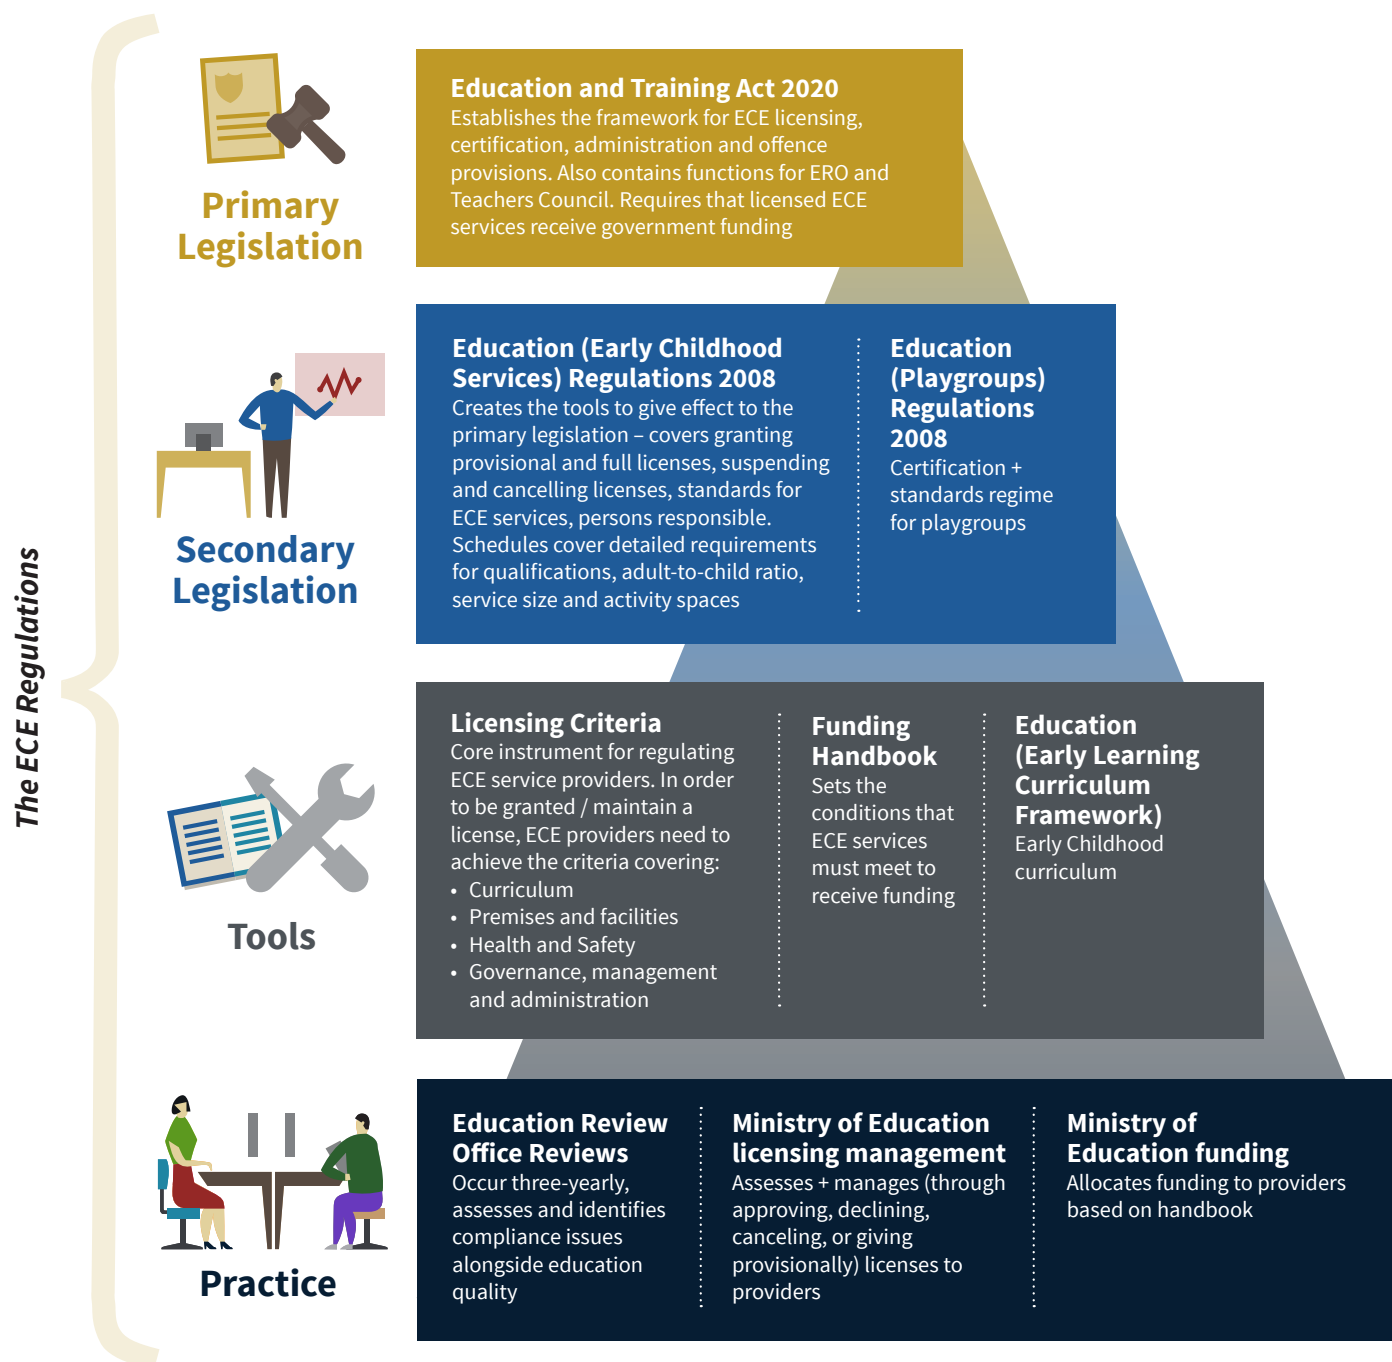 The ECE Regulations
Primary
Legislation
Education and Training Act 2020
Establishes the framework for ECE licensing,
certification, administration and offence
provisions. Also contains functions for ERO and
Teachers Council. Requires that licensed ECE
services receive government funding
Secondary
Legislation
Education (Early Childhood
Services) Regulations 2008
Creates the tools to give effect to the
primary legislation – covers granting
provisional and full licenses, suspending
and cancelling licenses, standards for
ECE services, persons responsible.
Schedules cover detailed requirements
for qualifications, adult-to-child ratio,
service size and activity spaces
Education
(Playgroups)
Regulations
2008
Certification +
standards regime
for playgroups
Tools
Licensing Criteria
Core instrument for regulating
ECE service providers. In order
to be granted / maintain a
license, ECE providers need to
achieve the criteria covering:
• Curriculum
• Premises and facilities
• Health and Safety
• Governance, management
and administration
Funding
Handbook
Sets the
conditions that
ECE services
must meet to
receive funding
Education
(Early Learning
Curriculum
Framework)
Early Childhood
curriculum
Practice
Education Review
Office Reviews
Occur three-yearly,
assesses and identifies
compliance issues
alongside education
quality
Ministry of Education
licensing management
Assesses + manages (through
approving, declining,
canceling, or giving
provisionally) licenses to
providers
Ministry of
Education funding
Allocates funding to providers
based on handbook